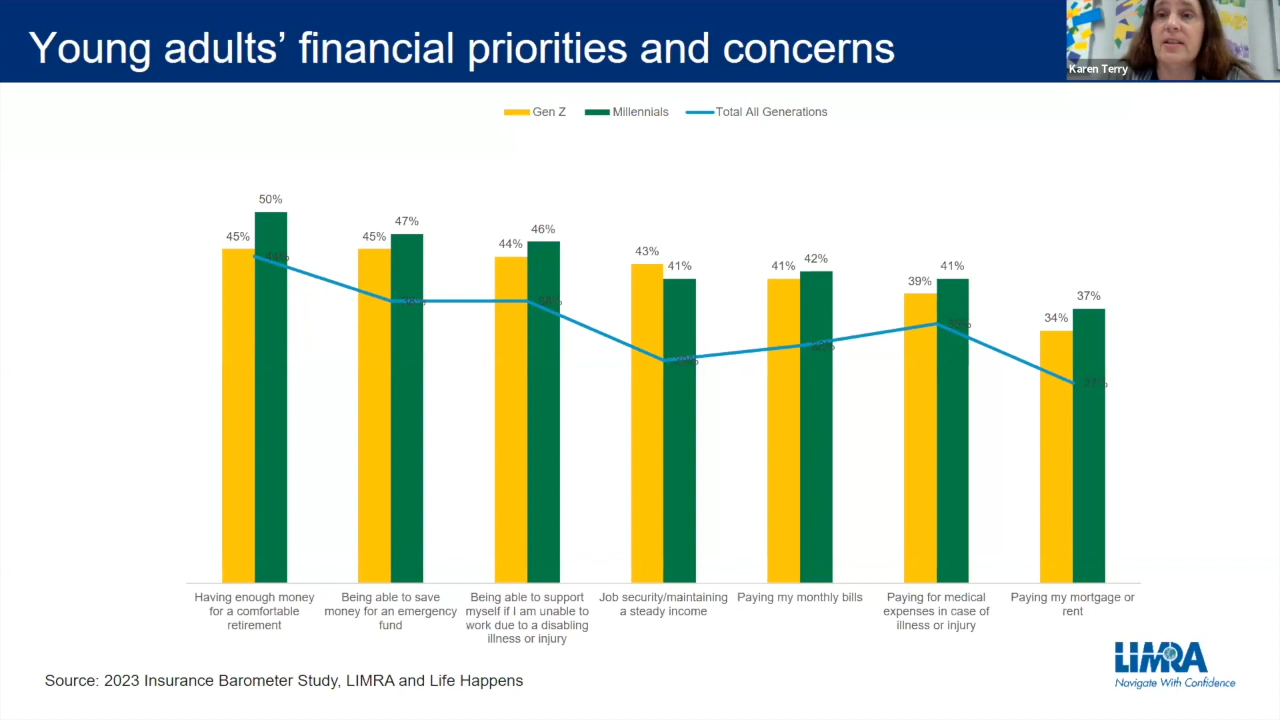 Young adults’ financial priorities and concerns
Karen Terry
Gen Z
Millennials
Total All Generations
50%
45%
44%
47%
45%
38%
46%
44%
38%
43%
41%
42%
41%
41%
39%
37%
34%
Having enough money
for a comfortable
retirement
Being able to save
money for an emergency
fund
Being able to support
myself if I am unable to
work due to a disabling
illness or injury
Job security/maintaining
a steady income
Paying my monthly bills
Paying for medical
expenses in case of
illness or injury
Paying my mortgage or
rent
Source: 2023 Insurance Barometer Study, LIMRA and Life Happens
LIMRA
Navigate With Confidence